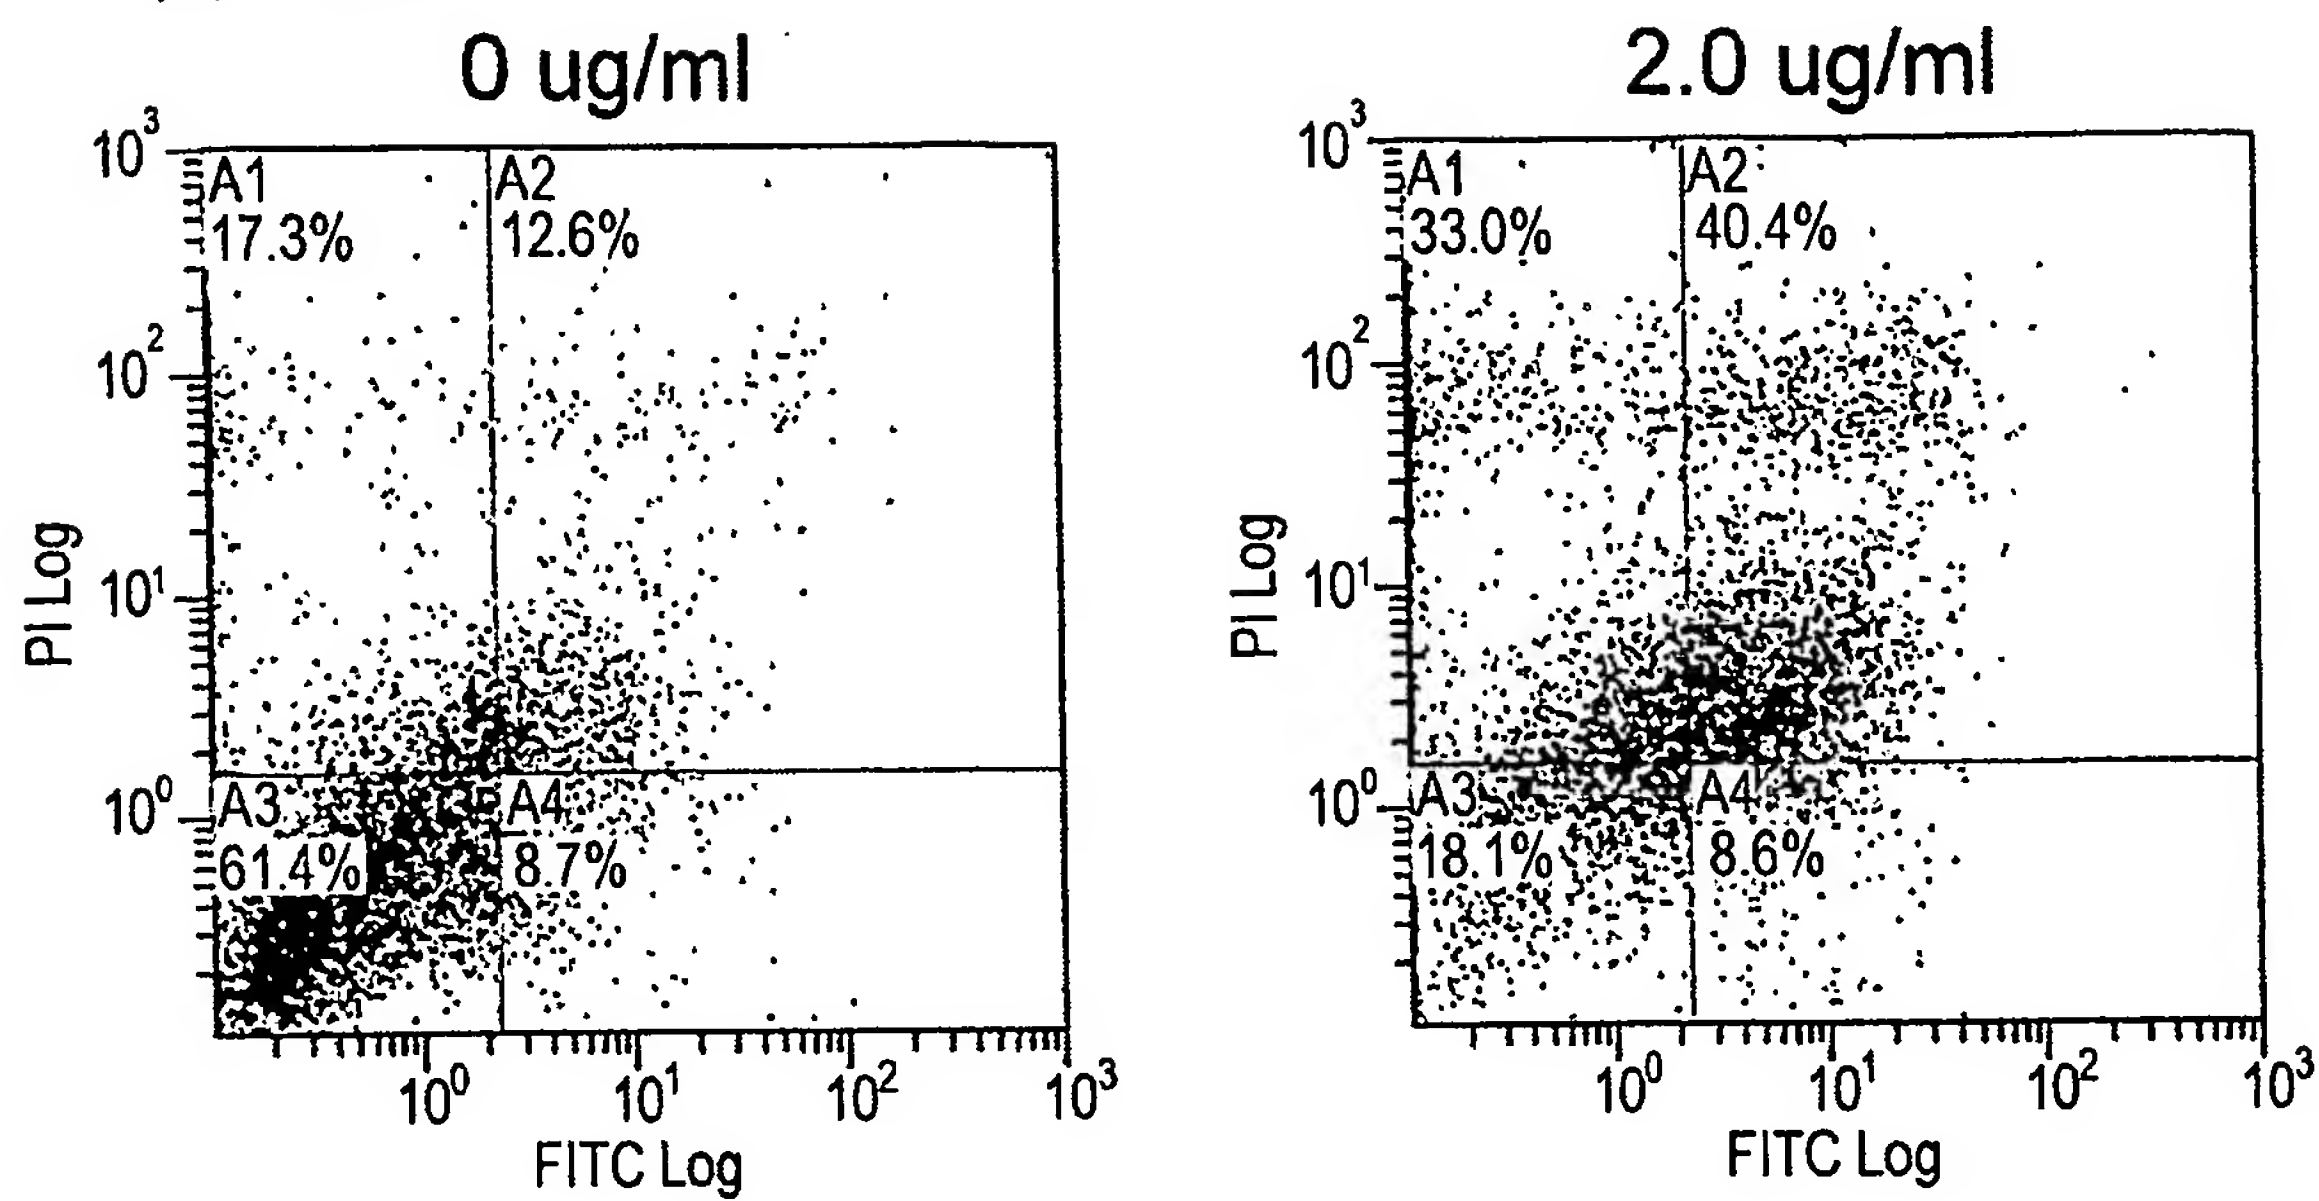 0 ug/ml
10³
A1
17.3%
A2
12.6%
10²
10¹
10⁰
PI Log
A3
61.4%
A4
8.7%
10⁰
10¹
10²
10³
FITC Log
2.0 ug/ml
10³
A1
33.0%
A2
40.4%
10²
10¹
10⁰
PI Log
A3
18.1%
A4
8.6%
10⁰
10¹
10²
10³
FITC Log